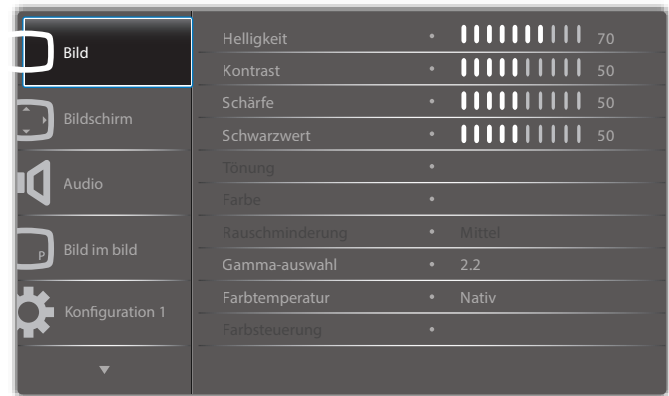 Bild
Bildschirm
Audio
P
Bild im bild
Konfiguration 1
Helligkeit • 70
Kontrast • 50
Schärfe • 50
Schwarzwert • 50
Tönung •
Farbe •
Rauschminderung • Mittel
Gamma-auswahl • 2.2
Farbtemperatur • Nativ
Farbsteuerung •